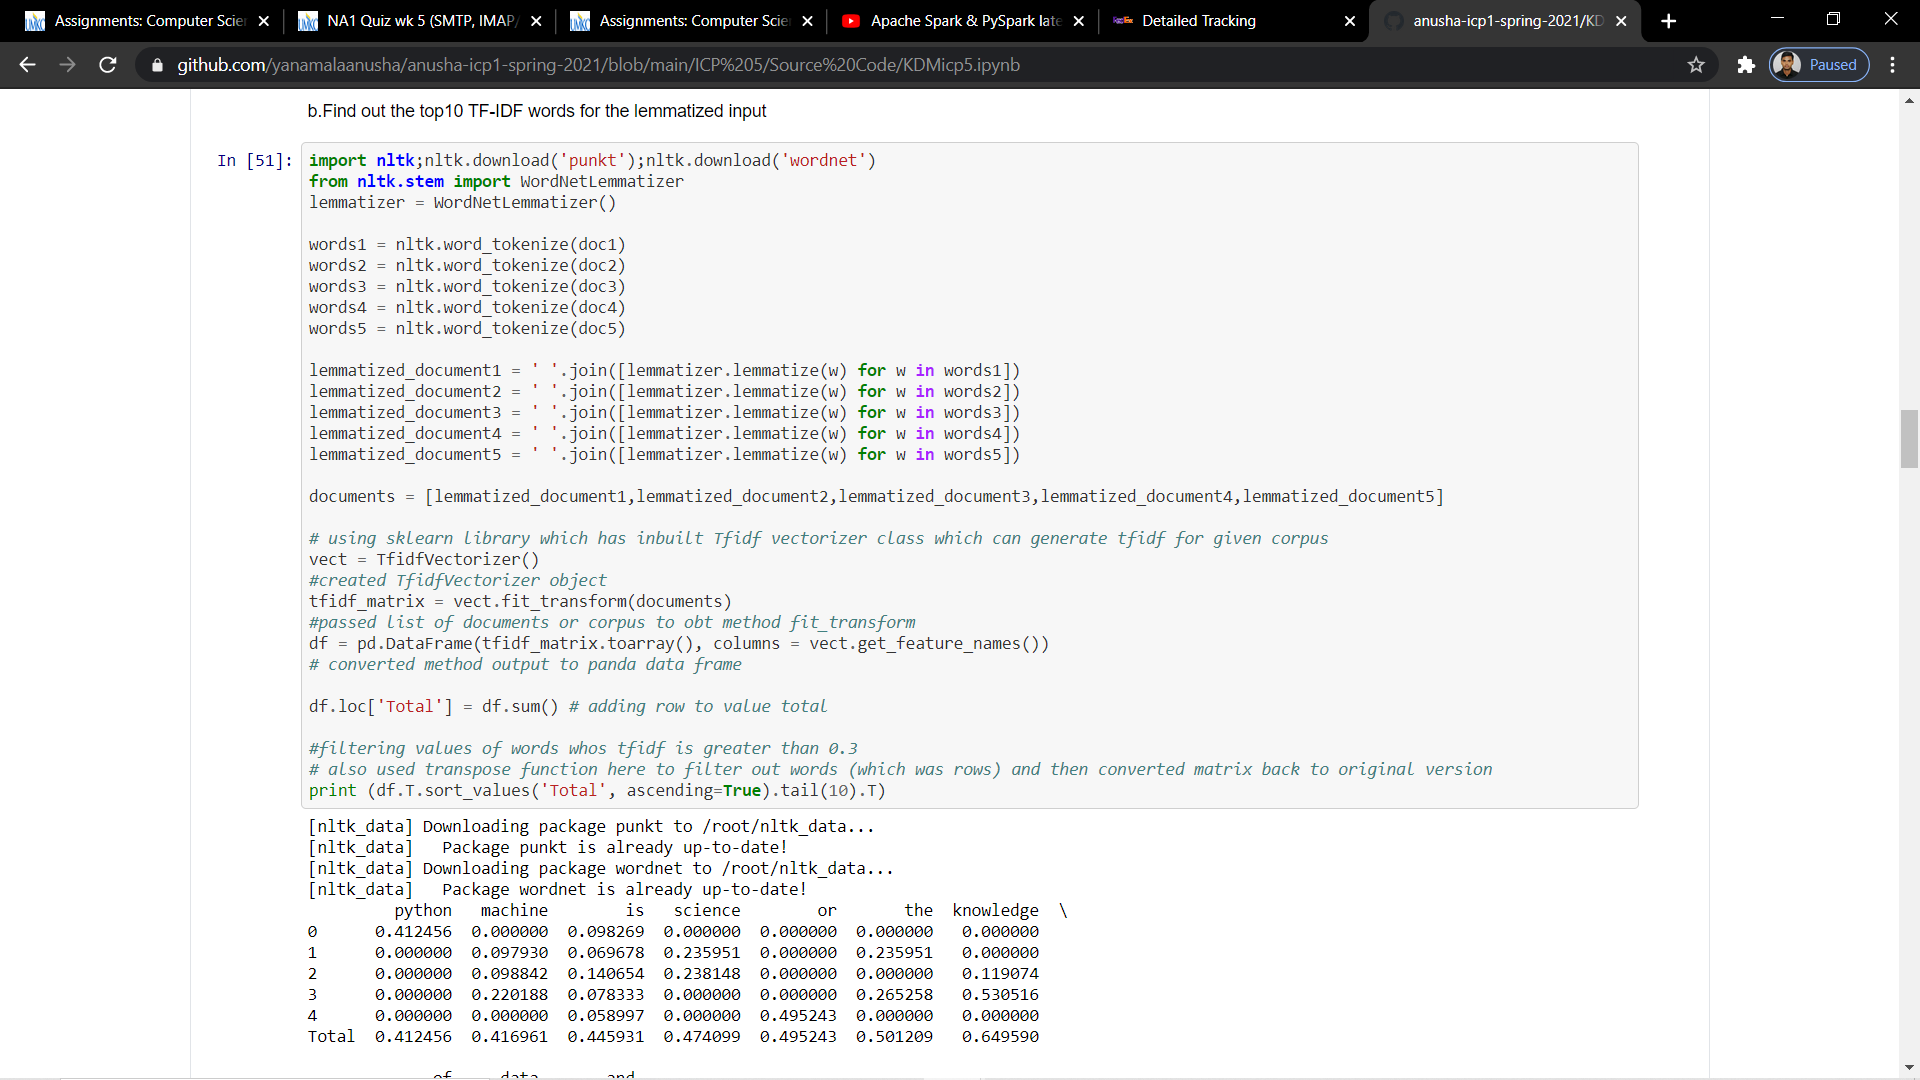 Assignments: Computer Scien
NA1 Quiz wk 5 (SMTP, IMAP,
Assignments: Computer Scie
Apache Spark & PySpark late
Detailed Tracking
anusha-icp1-spring-2021/KD
github.com/yanamalaanusha/anusha-icp1-spring-2021/blob/main/ICP%205/Source%20Code/KDMicp5.ipynb
Paused
b.Find out the top10 TF-IDF words for the lemmatized input
In [51]:
import nltk;nltk.download('punkt');nltk.download('wordnet')
from nltk.stem import WordNetLemmatizer
lemmatizer = WordNetLemmatizer()
words1 = nltk.word_tokenize(doc1)
words2 = nltk.word_tokenize(doc2)
words3 = nltk.word_tokenize(doc3)
words4 = nltk.word_tokenize(doc4)
words5 = nltk.word_tokenize(doc5)
lemmatized_document1 = ' '.join([lemmatizer.lemmatize(w) for w in words1])
lemmatized_document2 = ' '.join([lemmatizer.lemmatize(w) for w in words2])
lemmatized_document3 = ' '.join([lemmatizer.lemmatize(w) for w in words3])
lemmatized_document4 = ' '.join([lemmatizer.lemmatize(w) for w in words4])
lemmatized_document5 = ' '.join([lemmatizer.lemmatize(w) for w in words5])
documents = [lemmatized_document1,lemmatized_document2,lemmatized_document3,lemmatized_document4,lemmatized_document5]
# using sklearn library which has inbuilt Tfidf vectorizer class which can generate tfidf for given corpus
vect = TfidfVectorizer()
#created TfidfVectorizer object
tfidf_matrix = vect.fit_transform(documents)
#passed list of documents or corpus to obt method fit_transform
df = pd.DataFrame(tfidf_matrix.toarray(), columns = vect.get_feature_names())
# converted method output to panda data frame
df.loc['Total'] = df.sum() # adding row to value total
#filtering values of words whos tfidf is greater than 0.3
# also used transpose function here to filter out words (which was rows) and then converted matrix back to original version
print (df.T.sort_values('Total', ascending=True).tail(10).T)
[nltk_data] Downloading package punkt to /root/nltk_data...
[nltk_data]   Package punkt is already up-to-date!
[nltk_data] Downloading package wordnet to /root/nltk_data...
[nltk_data]   Package wordnet is already up-to-date!
python machine is science or the knowledge \
0 0.412456 0.000000 0.098269 0.000000 0.000000 0.000000 0.000000
1 0.000000 0.097930 0.069678 0.235951 0.000000 0.235951 0.000000
2 0.000000 0.098842 0.140654 0.238148 0.000000 0.000000 0.119074
3 0.000000 0.220188 0.078333 0.000000 0.000000 0.265258 0.530516
4 0.000000 0.000000 0.058997 0.000000 0.495243 0.000000 0.000000
Total 0.412456 0.416961 0.445931 0.474099 0.495243 0.501209 0.649590
of data and